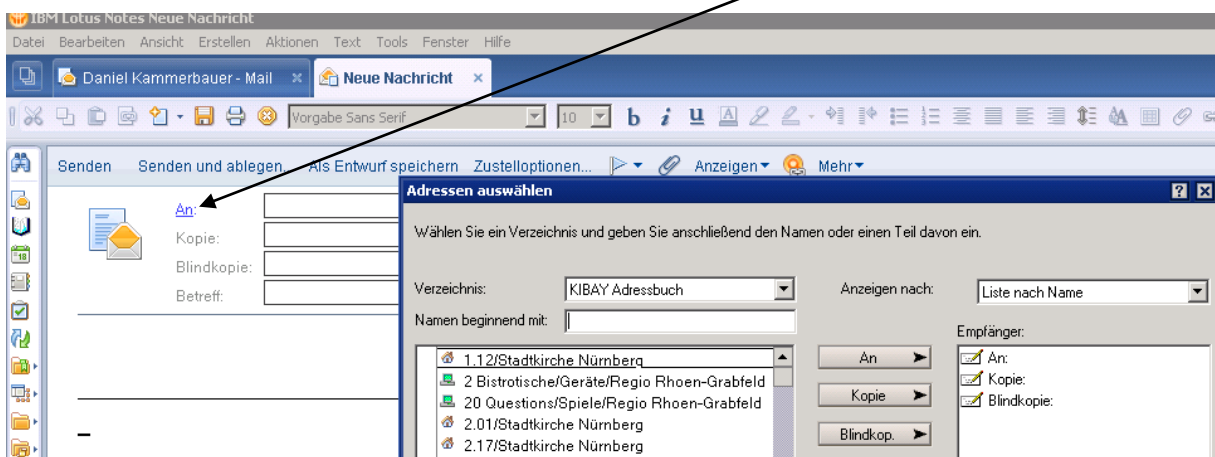 IBM Lotus Notes Neue Nachricht
Datei Bearbeiten Ansicht Erstellen Aktionen Text Tools Fenster Hilfe
Daniel Kammerbauer - Mail × Neue Nachricht ×
Vorgabe Sans Serif 10 b i u
Senden Senden und ablegen... Als Entwurf speichern Zustelloptionen... Anzeigen Mehr
An:
Kopie:
Blindkopie:
Betreff:
Adressen auswählen
Wählen Sie ein Verzeichnis und geben Sie anschließend den Namen oder einen Teil davon ein.
Verzeichnis: KIBAY Adressbuch Anzeigen nach: Liste nach Name
Namen beginnend mit:
Empfänger:
1.12/Stadtkirche Nürnberg
2 Bistrotische/Geräte/Regio Rhoen-Grabfeld
20 Questions/Spiele/Regio Rhoen-Grabfeld
2.01/Stadtkirche Nürnberg
2.17/Stadtkirche Nürnberg
An
Kopie
Blindkop.
An:
Kopie:
Blindkopie: